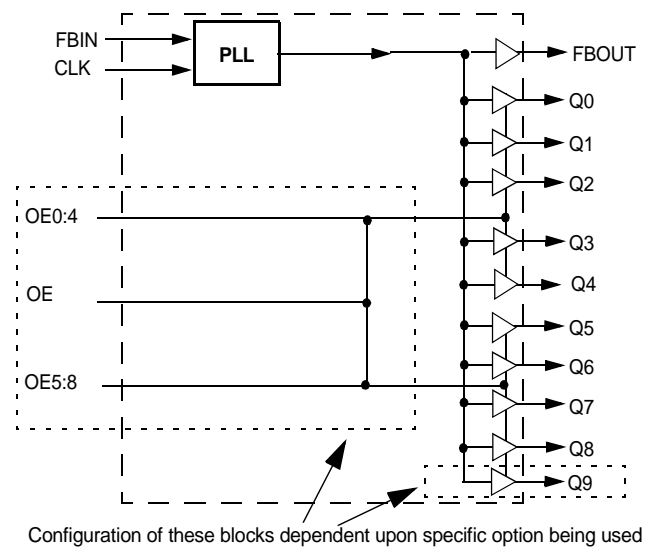 FBIN
CLK
PLL
FBOUT
Q0
Q1
Q2
OE0:4
Q3
Q4
OE
Q5
Q6
OE5:8
Q7
Q8
Q9
Configuration of these blocks dependent upon specific option being used